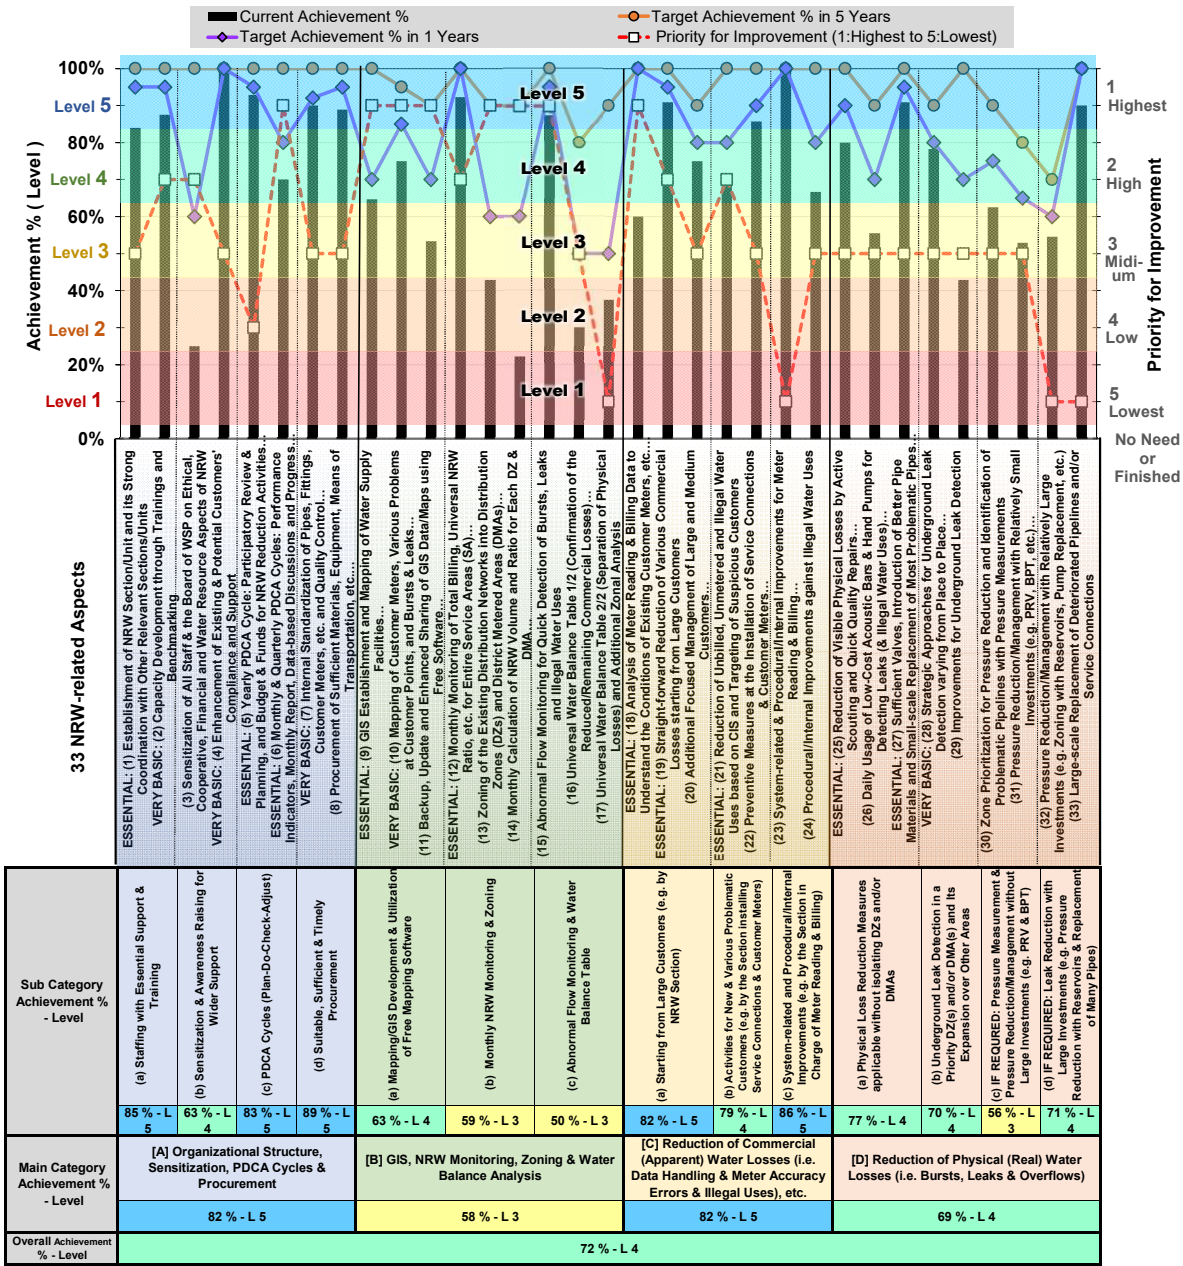 Current Achievement %
Target Achievement % in 5 Years
Target Achievement % in 1 Years
Priority for Improvement (1:Highest to 5:Lowest)
Achievement % ( Level )
100%
Level 5
80%
Level 4
60%
Level 3
40%
Level 2
20%
Level 1
0%
Level 5
Level 4
Level 3
Level 2
Level 1
1
Highest
2
High
3
Midi-
um
4
Low
5
Lowest
No Need
or
Finished
Priority for Improvement
33 NRW-related Aspects
ESSENTIAL: (1) Establishment of NRW Section/Unit and its Strong
Coordination with Other Relevant Sections/Units
VERY BASIC: (2) Capacity Development through Trainings and
Benchmarking
(3) Sensitization of All Staff & the Board of WSP on Ethical,
Cooperative, Financial and Water Resource Aspects of NRW
VERY BASIC: (4) Enhancement of Existing & Potential Customers'
Compliance and Support
ESSENTIAL: (5) Yearly PDCA Cycle: Participatory Review &
Planning, and Budget & Funds for NRW Reduction Activities...
ESSENTIAL: (6) Monthly & Quarterly PDCA Cycles: Performance
Indicators, Monthly Report, Data-based Discussions and Progress...
VERY BASIC: (7) Internal Standardization of Pipes, Fittings,
Customer Meters, etc. and Quality Control...
(8) Procurement of Sufficient Materials, Equipment, Means of
Transportation, etc....
ESSENTIAL: (9) GIS Establishment and Mapping of Water Supply
Facilities...
VERY BASIC: (10) Mapping of Customer Meters, Various Problems
at Customer Points, and Bursts & Leaks...
(11) Backup, Update and Enhanced Sharing of GIS Data/Maps using
Free Software...
ESSENTIAL: (12) Monthly Monitoring of Total Billing, Universal NRW
Ratio, etc. for Entire Service Areas (SA)...
(13) Zoning of the Existing Distribution Networks into Distribution
Zones (DZs) and District Metered Areas (DMAs)...
(14) Monthly Calculation of NRW Volume and Ratio for Each DZ &
DMA...
(15) Abnormal Flow Monitoring for Quick Detection of Bursts, Leaks
and Illegal Water Uses
(16) Universal Water Balance Table 1/2 (Confirmation of the
Reduced/Remaining Commercial Losses)...
(17) Universal Water Balance Table 2/2 (Separation of Physical
Losses) and Additional Zonal Analysis
ESSENTIAL: (18) Analysis of Meter Reading & Billing Data to
Understand the Conditions of Existing Customer Meters, etc...
ESSENTIAL: (19) Straight-forward Reduction of Various Commercial
Losses starting from Large Customers
(20) Additional Focused Management of Large and Medium
Customers...
ESSENTIAL: (21) Reduction of Unbilled, Unmetered and Illegal Water
Uses based on CIS and Targeting of Suspicious Customers
(22) Preventive Measures at the Installation of Service Connections
& Customer Meters...
(23) System-related & Procedural/Internal Improvements for Meter
Reading & Billing...
(24) Procedural/Internal Improvements against Illegal Water Uses
ESSENTIAL: (25) Reduction of Visible Physical Losses by Active
Scouting and Quick Quality Repairs...
(26) Daily Usage of Low-Cost Acoustic Bars & Hand Pumps for
Detecting Leaks (& Illegal Water Uses)...
ESSENTIAL: (27) Sufficient Valves, Introduction of Better Pipe
Materials and Small-scale Replacement of Most Problematic Pipes...
VERY BASIC: (28) Strategic Approaches for Underground Leak
Detection varying from Place to Place...
(29) Improvements for Underground Leak Detection
(30) Zone Prioritization for Pressure Reduction and Identification of
Problematic Pipelines with Pressure Measurements
(31) Pressure Reduction/Management with Relatively Small
Investments (e.g. PRV, BPT, etc.)...
(32) Pressure Reduction/Management with Relatively Large
Investments (e.g. Zoning with Reservoirs, Pump Replacement, etc.)
(33) Large-scale Replacement of Deteriorated Pipelines and/or
Service Connections
Sub Category
Achievement %
- Level
(a) Staffing with Essential Support &
Training
(b) Sensitization & Awareness Raising for
Wider Support
(c) PDCA Cycles (Plan-Do-Check-Adjust)
(d) Suitable, Sufficient & Timely
Procurement
(a) Mapping/GIS Development & Utilization
of Free Mapping Software
(b) Monthly NRW Monitoring & Zoning
(c) Abnormal Flow Monitoring & Water
Balance Table
(a) Starting from Large Customers (e.g. by
NRW Section)
(b) Activities for New & Various Problematic
Customers (e.g. by the Section installing
Service Connections & Customer Meters)
(c) System-related and Procedural/Internal
Improvements (e.g. by the Section in
Charge of Meter Reading & Billing)
(a) Physical Loss Reduction Measures
applicable without isolating DZs and/or
DMAs
(b) Underground Leak Detection in a
Priority DZ(s) and/or DMA(s) and Its
Expansion over Other Areas
(c) IF REQURED: Pressure Measurement &
Pressure Reduction/Management without
Large Investments (e.g. PRV & BPT)
(d) IF REQUIRED: Leak Reduction with
Large Investments (e.g. Pressure
Reduction with Reservoirs & Replacement
of Many Pipes)
85 % - L
5
63 % - L
4
83 % - L
5
89 % - L
5
63 % - L 4
59 % - L 3
50 % - L 3
82 % - L 5
79 % - L
4
86 % - L
5
77 % - L 4
70 % - L
4
56 % - L
3
71 % - L
4
Main Category
Achievement %
- Level
[A] Organizational Structure,
Sensitization, PDCA Cycles &
Procurement
[B] GIS, NRW Monitoring, Zoning & Water
Balance Analysis
[C] Reduction of Commercial
(Apparent) Water Losses (i.e.
Data Handling & Meter Accuracy
Errors & Illegal Uses), etc.
[D] Reduction of Physical (Real) Water
Losses (i.e. Bursts, Leaks & Overflows)
82 % - L 5
58 % - L 3
82 % - L 5
69 % - L 4
Overall Achievement
% - Level
72 % - L 4